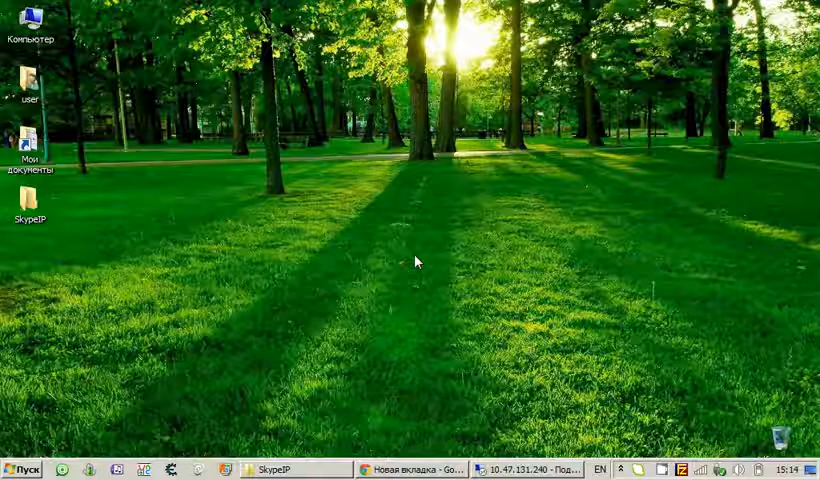 Компьютер
user
Мои
документы
SkypeIP
Пуск
SkypeIP
Новая вкладка - Go...
10.47.131.240 - Под...
EN
15:14